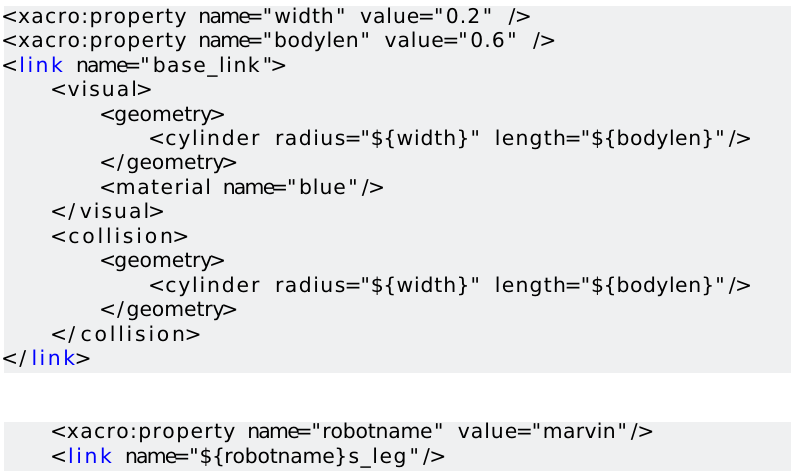 <xacro:property name="width" value="0.2" />
<xacro:property name="bodylen" value="0.6" />
<link name="base_link">
    <visual>
        <geometry>
            <cylinder radius="${width}" length="${bodylen}"/>
        </geometry>
        <material name="blue"/>
    </visual>
    <collision>
        <geometry>
            <cylinder radius="${width}" length="${bodylen}"/>
        </geometry>
    </collision>
</link>
    <xacro:property name="robotname" value="marvin"/>
    <link name="${robotname}s_leg"/>